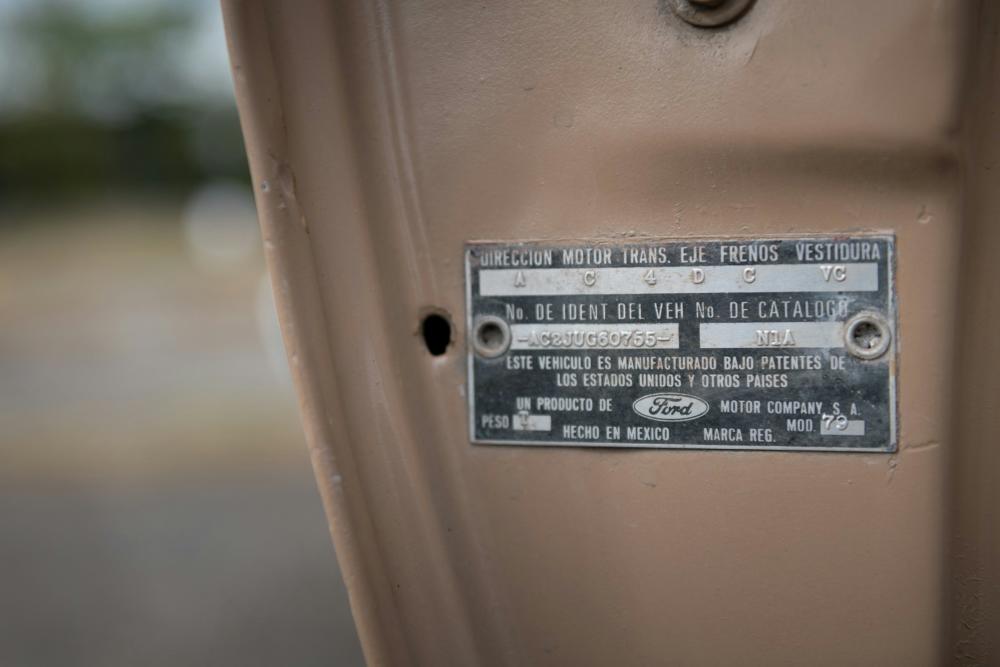 DIRECCION MOTOR TRANS. EJE FRENOS VESTIDURA
A C 4 D C VC
No. DE IDENT DEL VEH No. DE CATALOGO
-AC2JUG60755- N1A
ESTE VEHICULO ES MANUFACTURADO BAJO PATENTES DE
LOS ESTADOS UNIDOS Y OTROS PAISES
UN PRODUCTO DE Ford MOTOR COMPANY, S. A.
PESO MOD. 79
HECHO EN MEXICO MARCA REG.